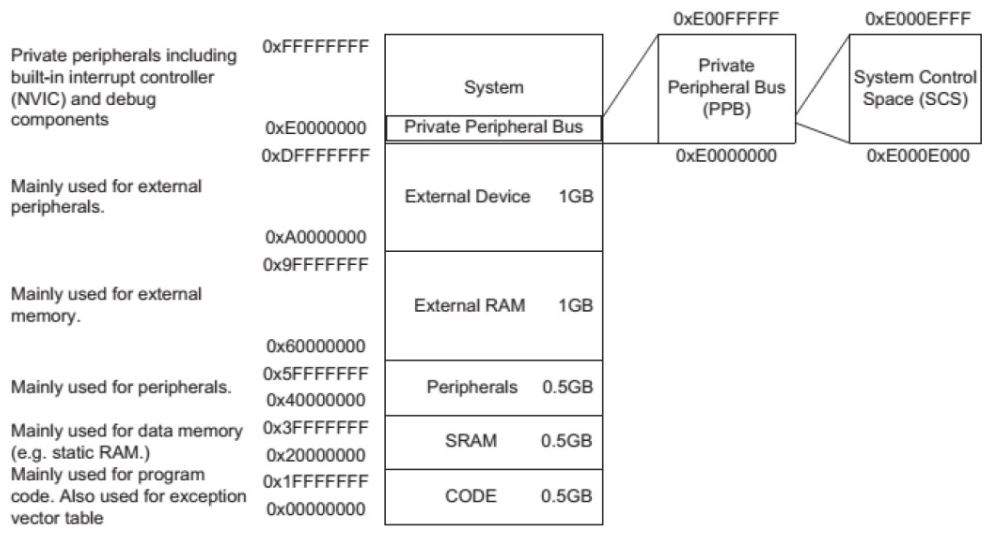 0xE00FFFFF
0xE000EFFF
Private peripherals including
built-in interrupt controller
(NVIC) and debug
components
0xFFFFFFFF
System
Private
Peripheral Bus
(PPB)
System Control
Space (SCS)
0xE0000000
Private Peripheral Bus
0xDFFFFFFF
0xE0000000
0xE000E000
Mainly used for external
peripherals.
External Device 1GB
0xA0000000
0x9FFFFFFF
Mainly used for external
memory.
External RAM 1GB
0x60000000
0x5FFFFFFF
Mainly used for peripherals.
Peripherals 0.5GB
0x40000000
0x3FFFFFFF
Mainly used for data memory
(e.g. static RAM.)
SRAM 0.5GB
0x20000000
0x1FFFFFFF
Mainly used for program
code. Also used for exception
vector table
CODE 0.5GB
0x00000000